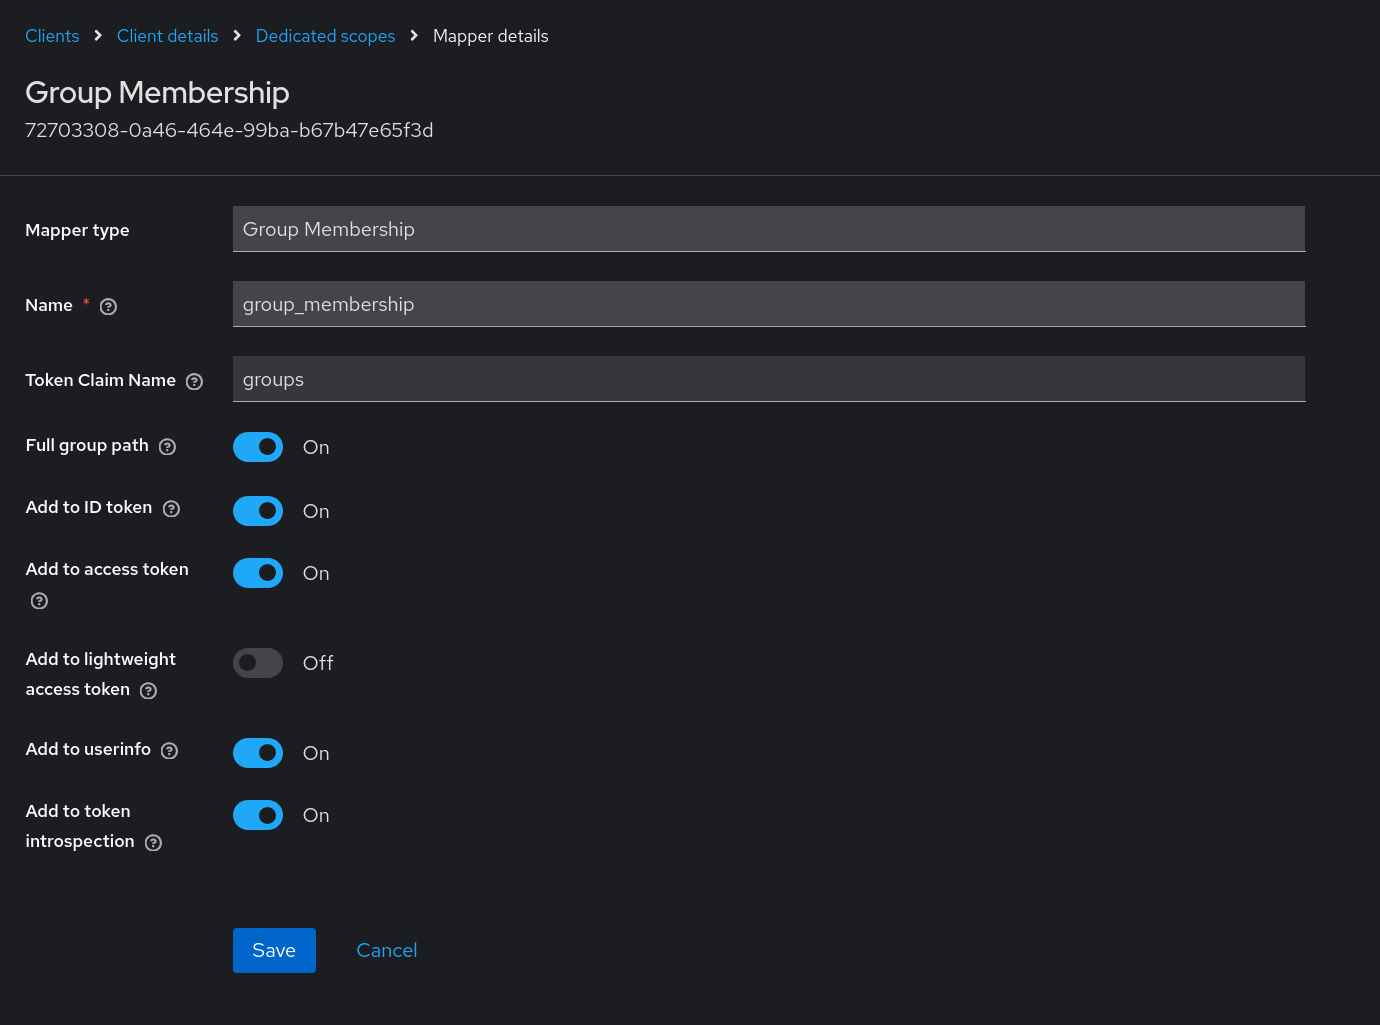 Clients > Client details > Dedicated scopes > Mapper details
Group Membership
72703308-0a46-464e-99ba-b67b47e65f3d
Mapper type Group Membership
Name * group_membership
Token Claim Name groups
Full group path On
Add to ID token On
Add to access token On
Add to lightweight Off
access token
Add to userinfo On
Add to token On
introspection
Save Cancel